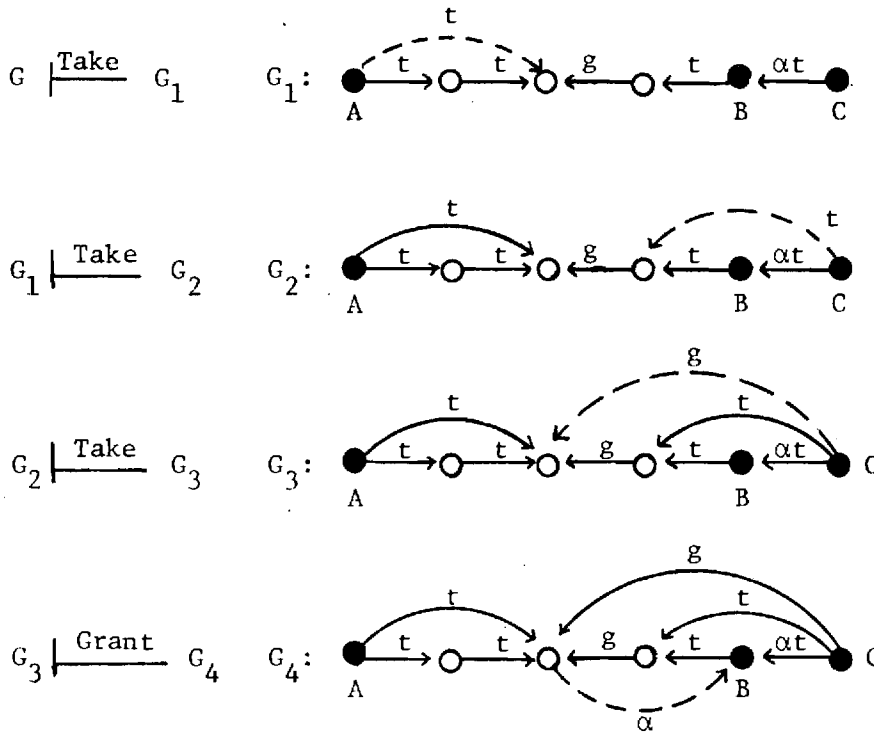 t
G Take G₁ G₁: t t g t αt
A B C
t t
G₁ Take G₂ G₂: t t g t αt
A B C
g
t t
G₂ Take G₃ G₃: t t g t αt C
A B
g
t t
G₃ Grant G₄ G₄: t t g t αt C
A B
α